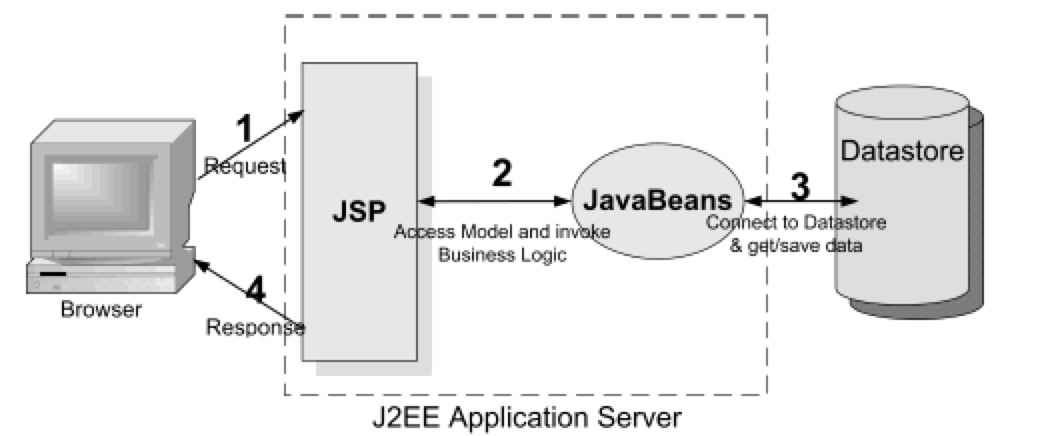 1
Request
JSP
2
Access Model and invoke
Business Logic
JavaBeans
3
Connect to Datastore
& get/save data
Datastore
4
Response
Browser
J2EE Application Server